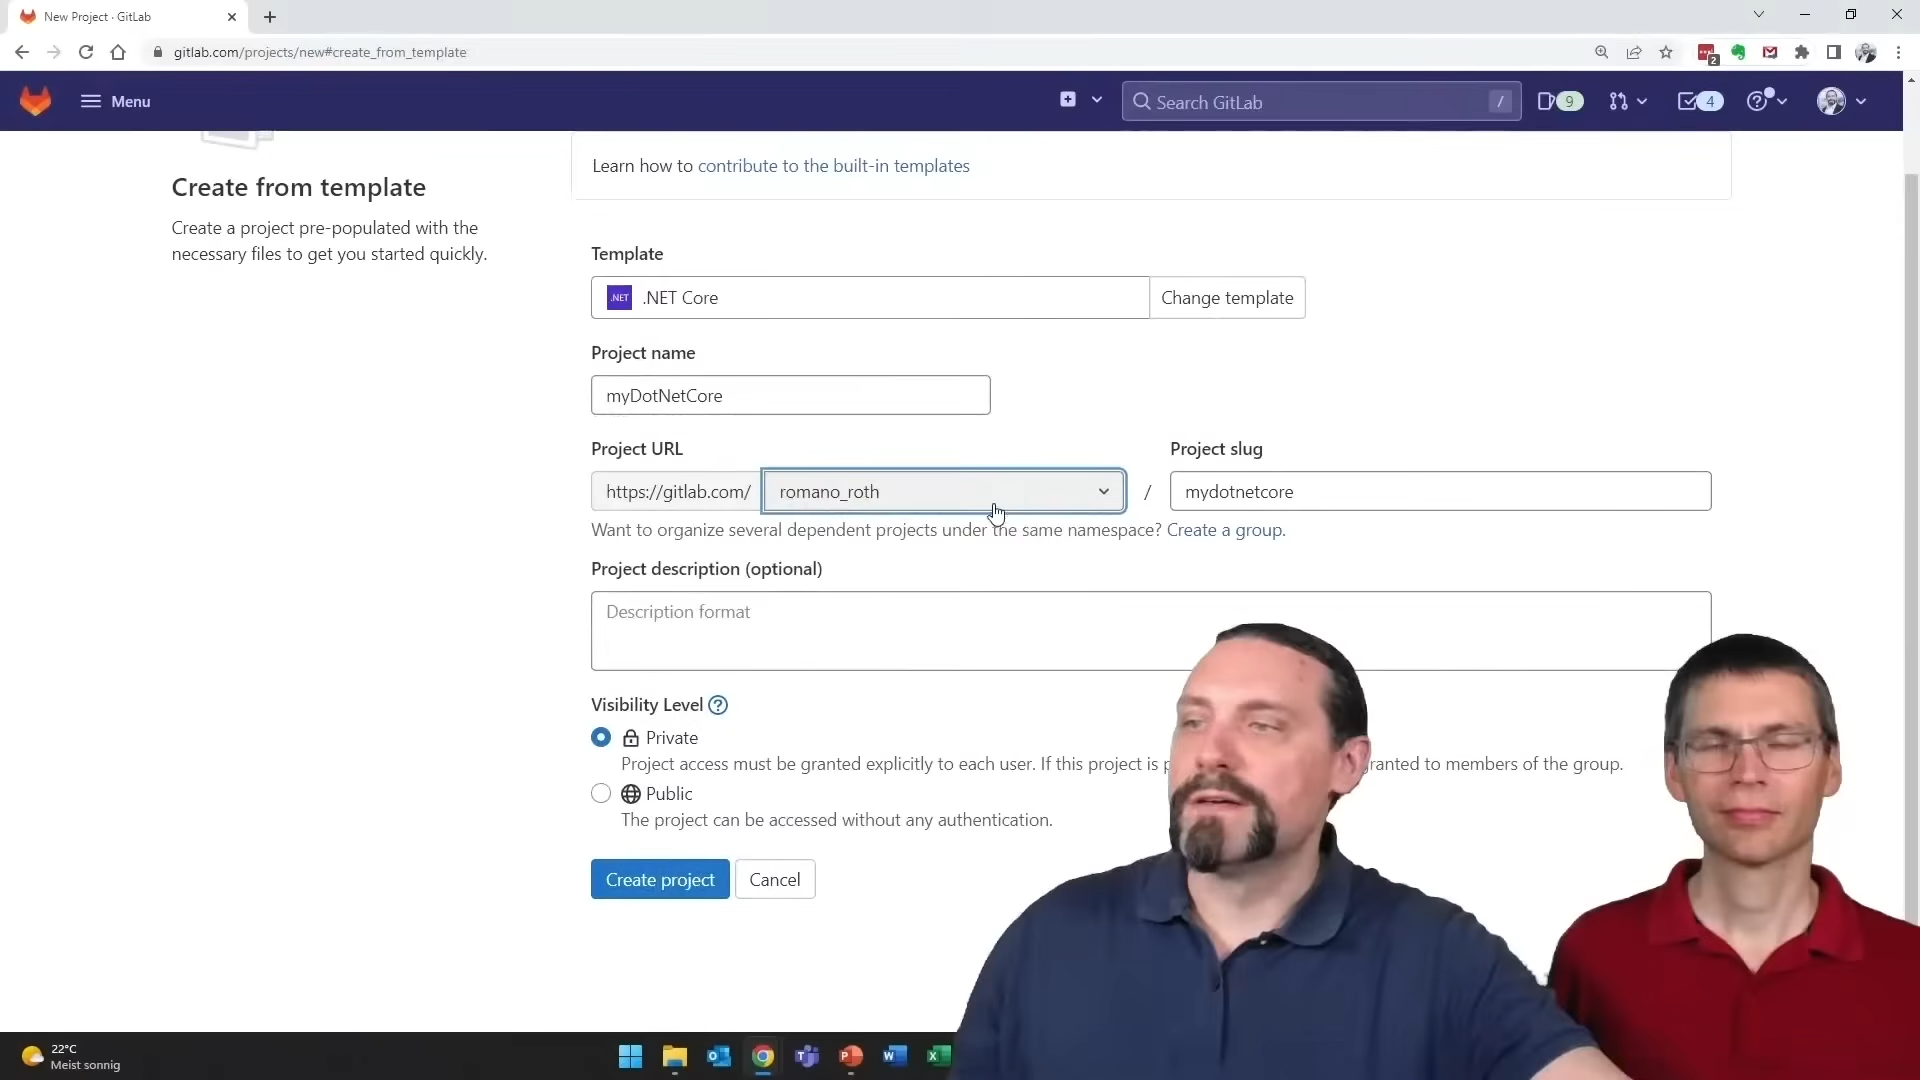 New Project · GitLab
gitlab.com/projects/new#create_from_template
2
Menu
Search GitLab
/
9
4
Learn how to contribute to the built-in templates
Create from template
Create a project pre-populated with the
necessary files to get you started quickly.
Template
.NET
.NET Core
Change template
Project name
myDotNetCore
Project URL
Project slug
https://gitlab.com/
romano_roth
/
mydotnetcore
Want to organize several dependent projects under the same namespace? Create a group.
Project description (optional)
Description format
Visibility Level
Private
Project access must be granted explicitly to each user. If this project is granted to members of the group.
Public
The project can be accessed without any authentication.
Create project
Cancel
22°C
Meist sonnig